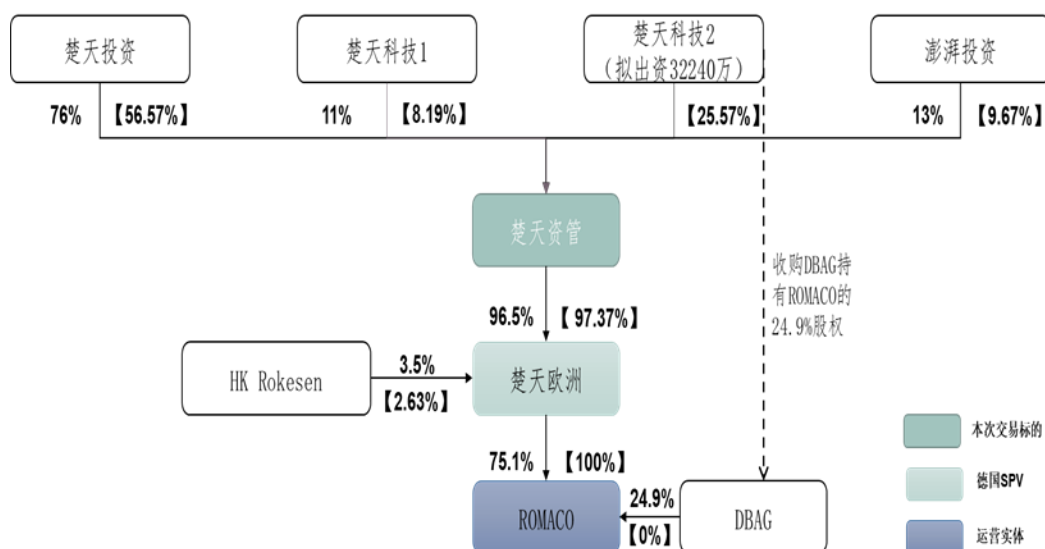 楚天投资
楚天科技1
楚天科技2
（拟出资32240万）
澎湃投资
76% 【56.57%】
11% 【8.19%】
【25.57%】
13% 【9.67%】
楚天资管
收购DBAG持
有ROMACO的
24.9%股权
96.5% 【 97.37%】
HK Rokesen
3.5%
【2.63%】
楚天欧洲
本次交易标的
75.1% 【100%】
德国SPV
ROMACO
24.9%
【0%】
DBAG
运营实体